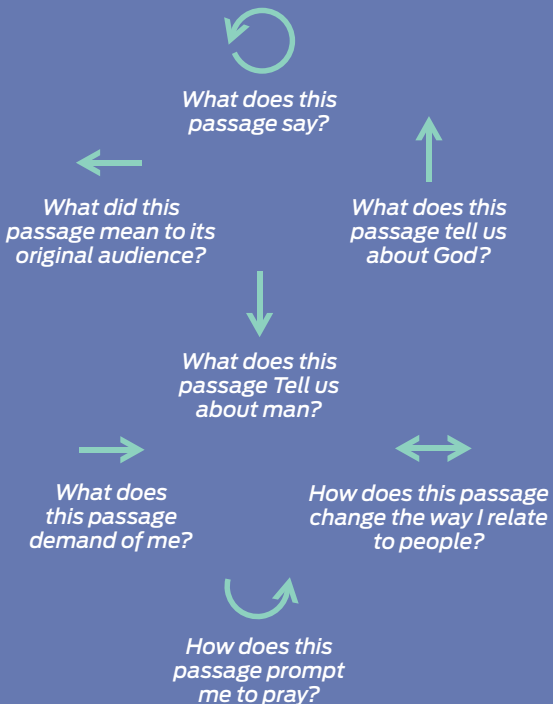 What does this
passage say?
What did this
passage mean to its
original audience?
What does this
passage tell us
about God?
What does this
passage Tell us
about man?
What does
this passage
demand of me?
How does this passage
change the way I relate
to people?
How does this
passage prompt
me to pray?